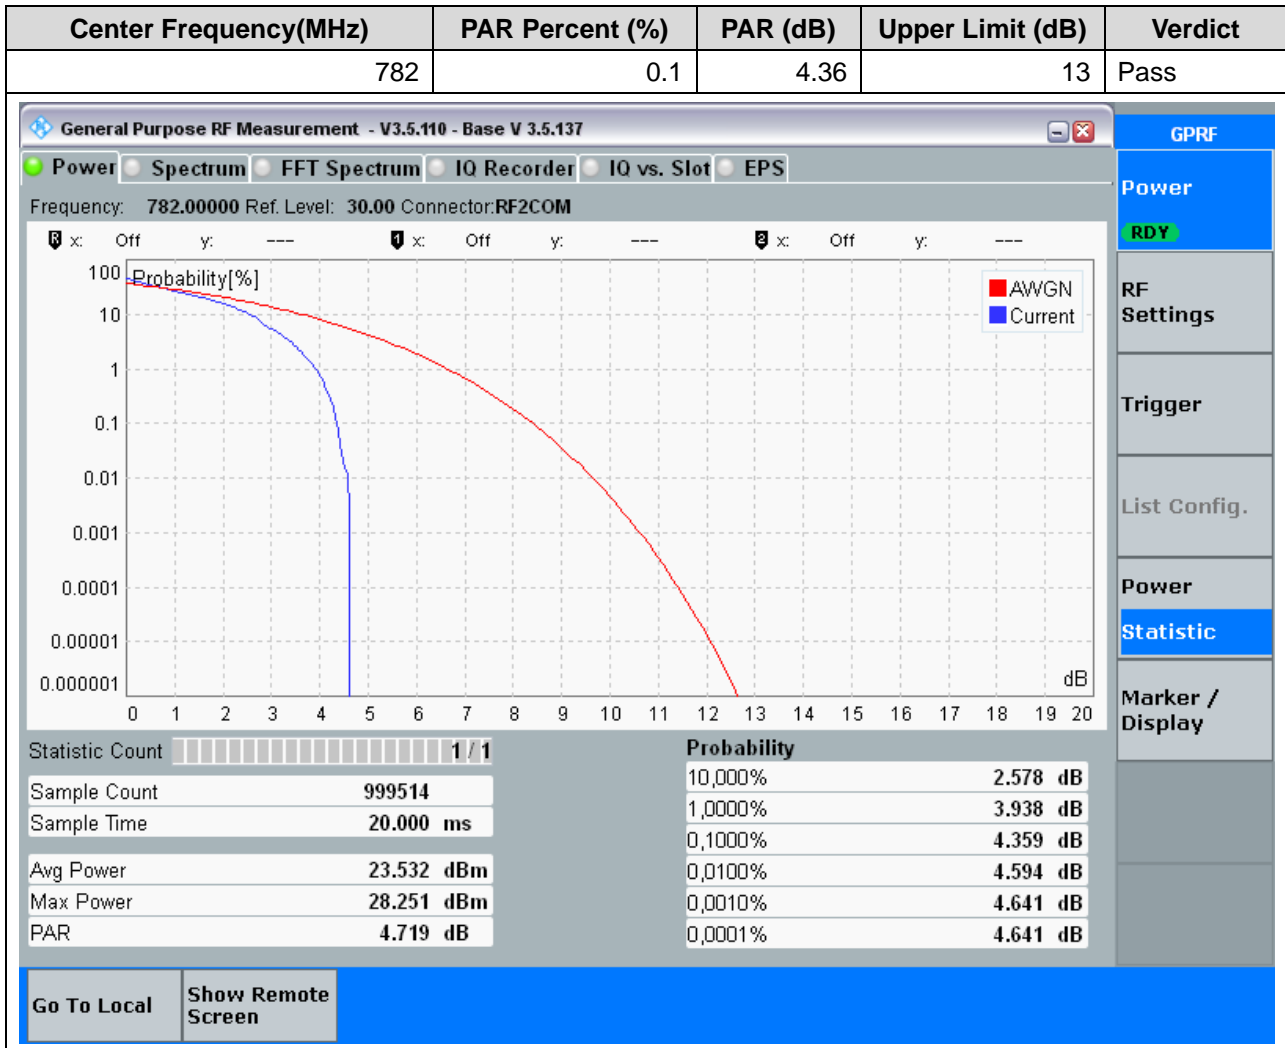 Center Frequency(MHz) PAR Percent (%) PAR (dB) Upper Limit (dB) Verdict
782 0.1 4.36 13 Pass
General Purpose RF Measurement - V3.5.110 - Base V 3.5.137
GPRF
Power Spectrum FFT Spectrum IQ Recorder IQ vs. Slot EPS
Power
RDY
Frequency: 782.00000 Ref. Level: 30.00 Connector:RF2COM
R x: Off y: --- 1 x: Off y: --- 2 x: Off y: ---
Probability[%]
AWGN
Current
100
10
1
0.1
0.01
0.001
0.0001
0.00001
0.000001
dB
0 1 2 3 4 5 6 7 8 9 10 11 12 13 14 15 16 17 18 19 20
RF
Settings
Trigger
List Config.
Power
Statistic
Marker /
Display
Statistic Count 1 / 1
Sample Count 999514
Sample Time 20.000 ms
Avg Power 23.532 dBm
Max Power 28.251 dBm
PAR 4.719 dB
Probability
10,000% 2.578 dB
1,0000% 3.938 dB
0,1000% 4.359 dB
0,0100% 4.594 dB
0,0010% 4.641 dB
0,0001% 4.641 dB
Go To Local
Show Remote
Screen